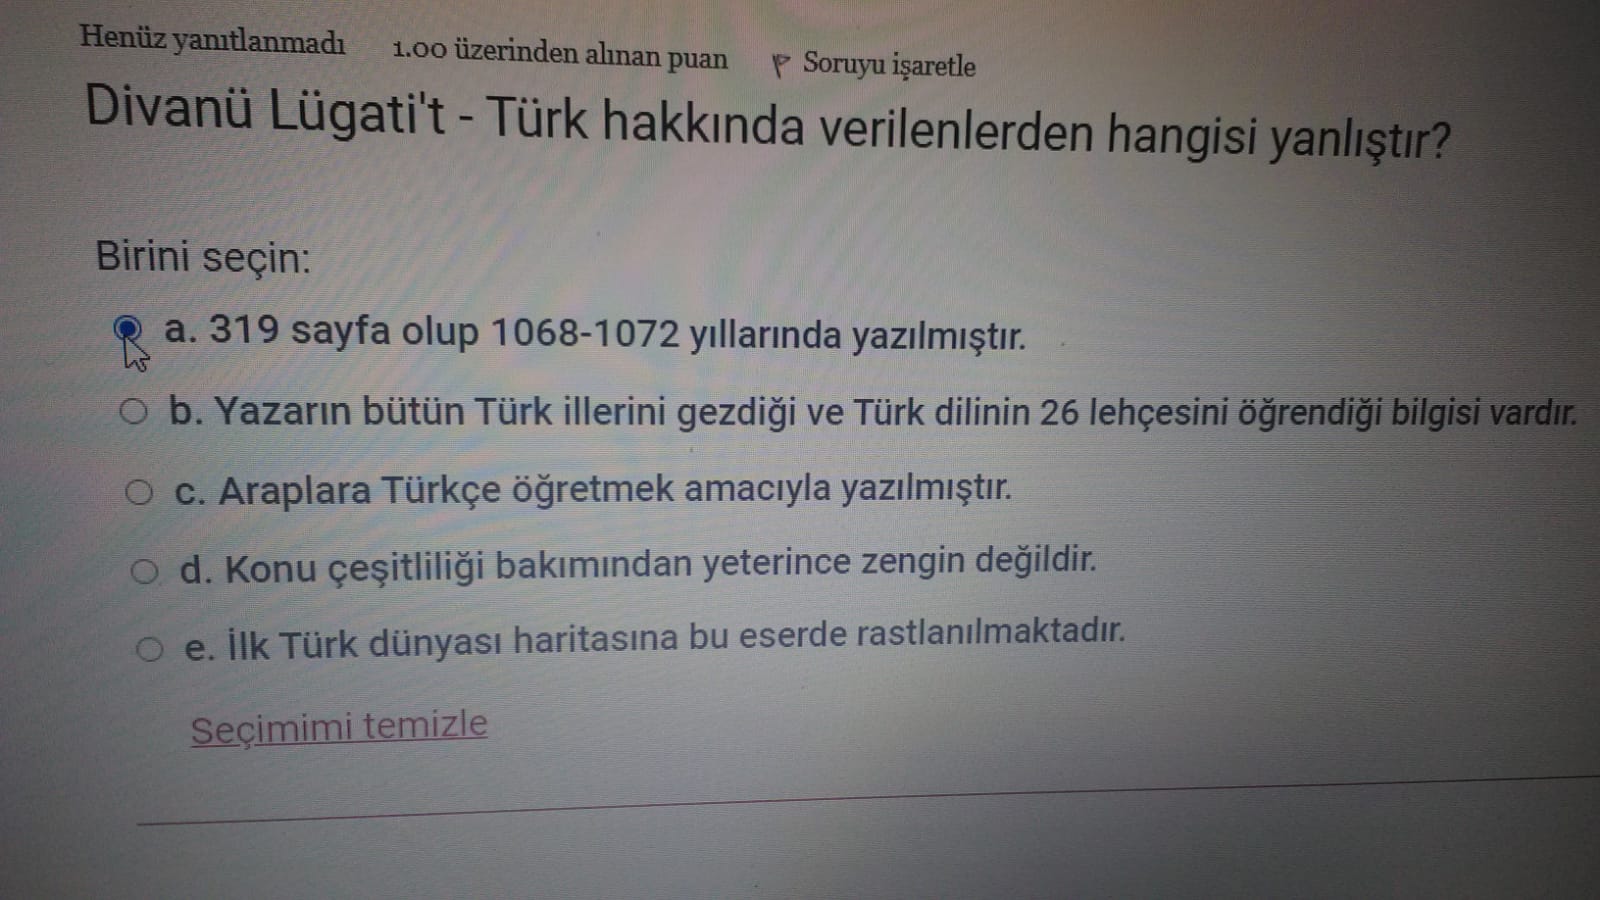 Henüz yanıtlanmadı 1.00 üzerinden alınan puan Soruyu işaretle
Divanü Lügati't - Türk hakkında verilenlerden hangisi yanlıştır?
Birini seçin:
a. 319 sayfa olup 1068-1072 yıllarında yazılmıştır.
b. Yazarın bütün Türk illerini gezdiği ve Türk dilinin 26 lehçesini öğrendiği bilgisi vardır.
c. Araplara Türkçe öğretmek amacıyla yazılmıştır.
d. Konu çeşitliliği bakımından yeterince zengin değildir.
e. İlk Türk dünyası haritasına bu eserde rastlanılmaktadır.
Seçimimi temizle